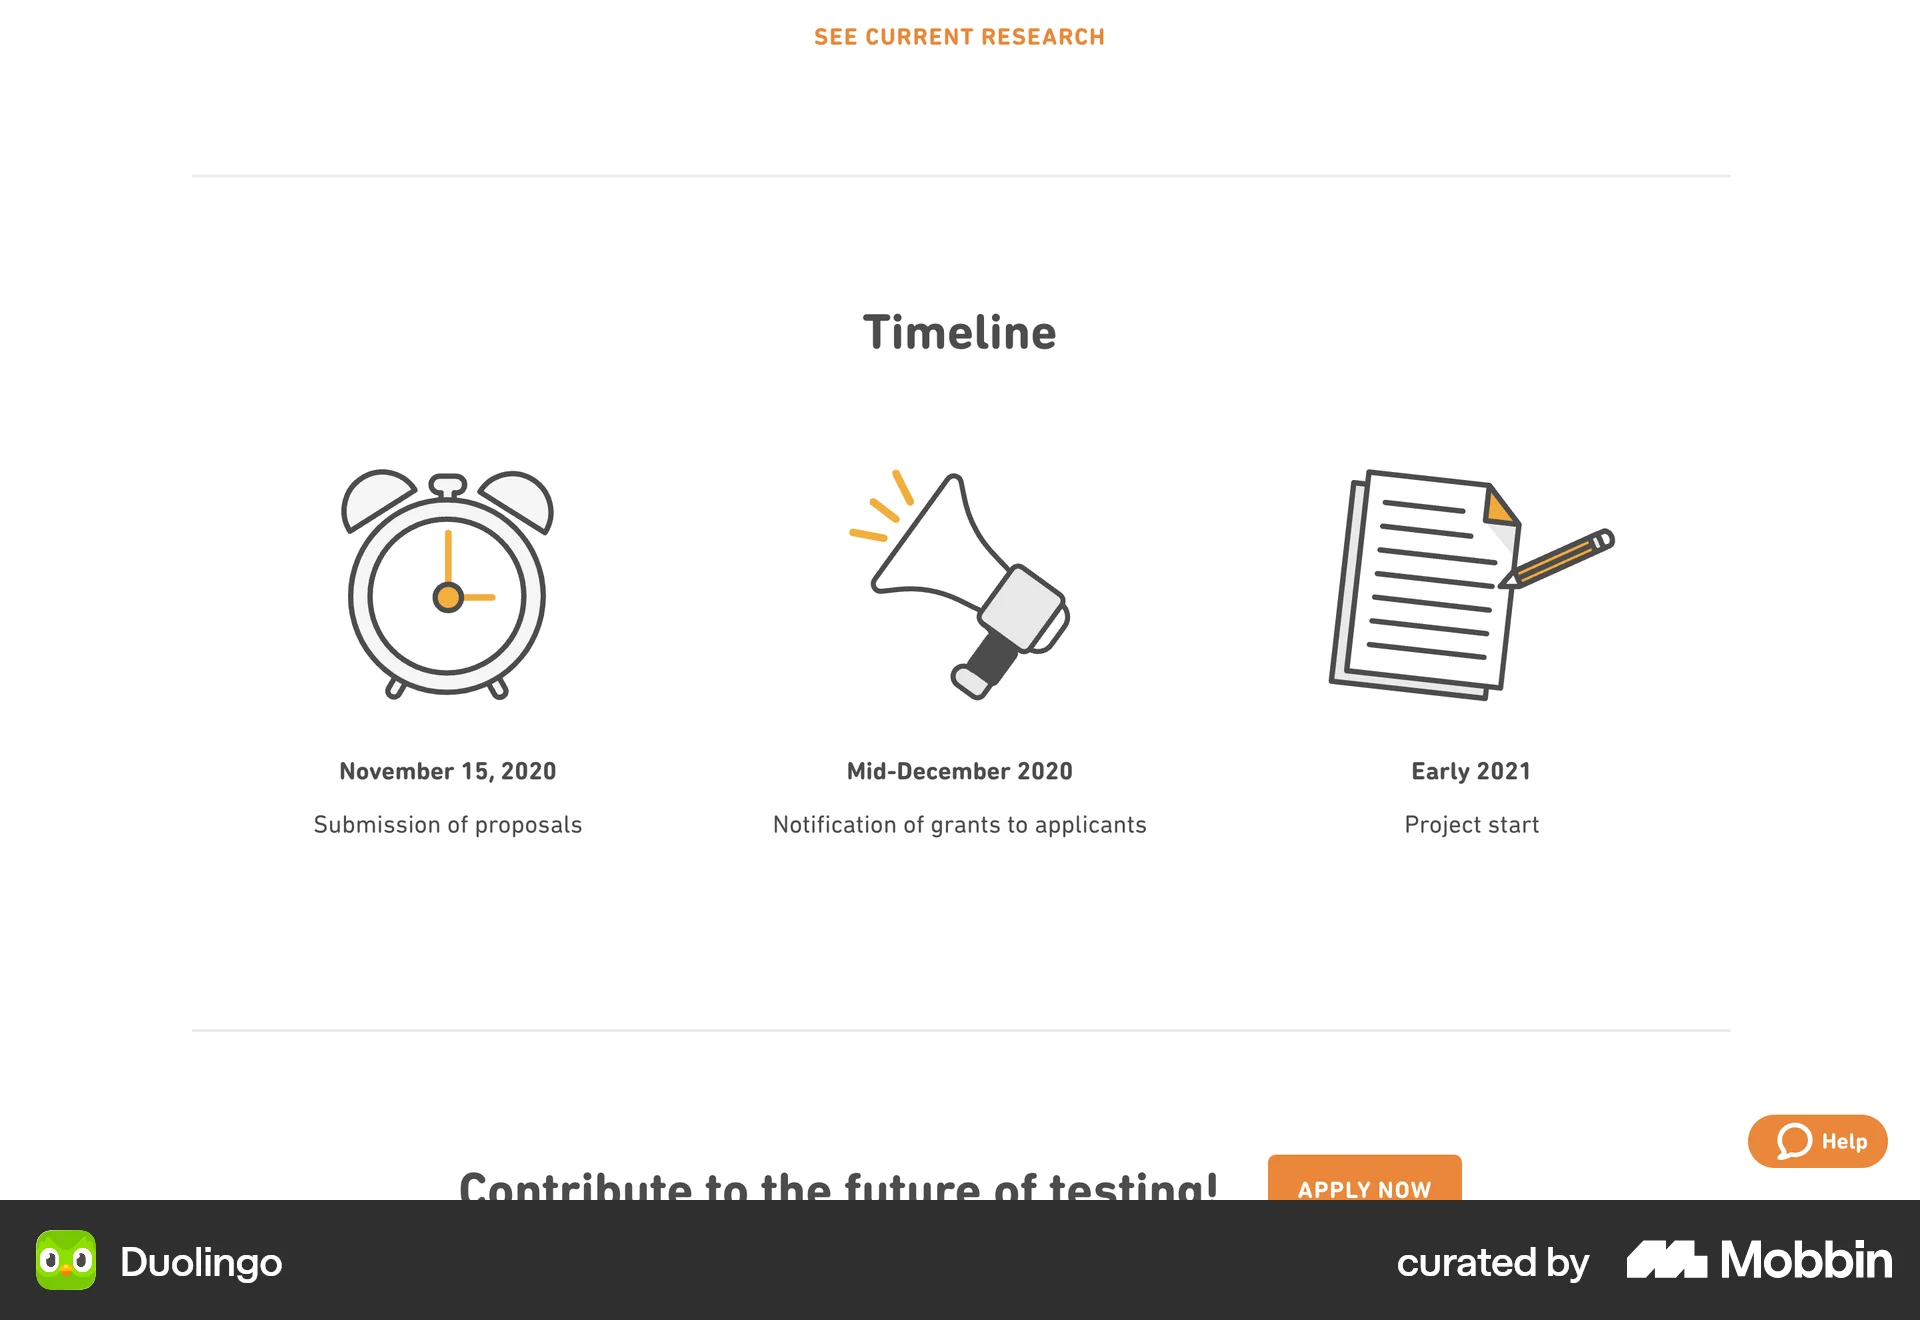 SEE CURRENT RESEARCH
Timeline
November 15, 2020
Submission of proposals
Mid-December 2020
Notification of grants to applicants
Early 2021
Project start
Help
Contribute to the future of testing!
APPLY NOW
Duolingo
curated by Mobbin